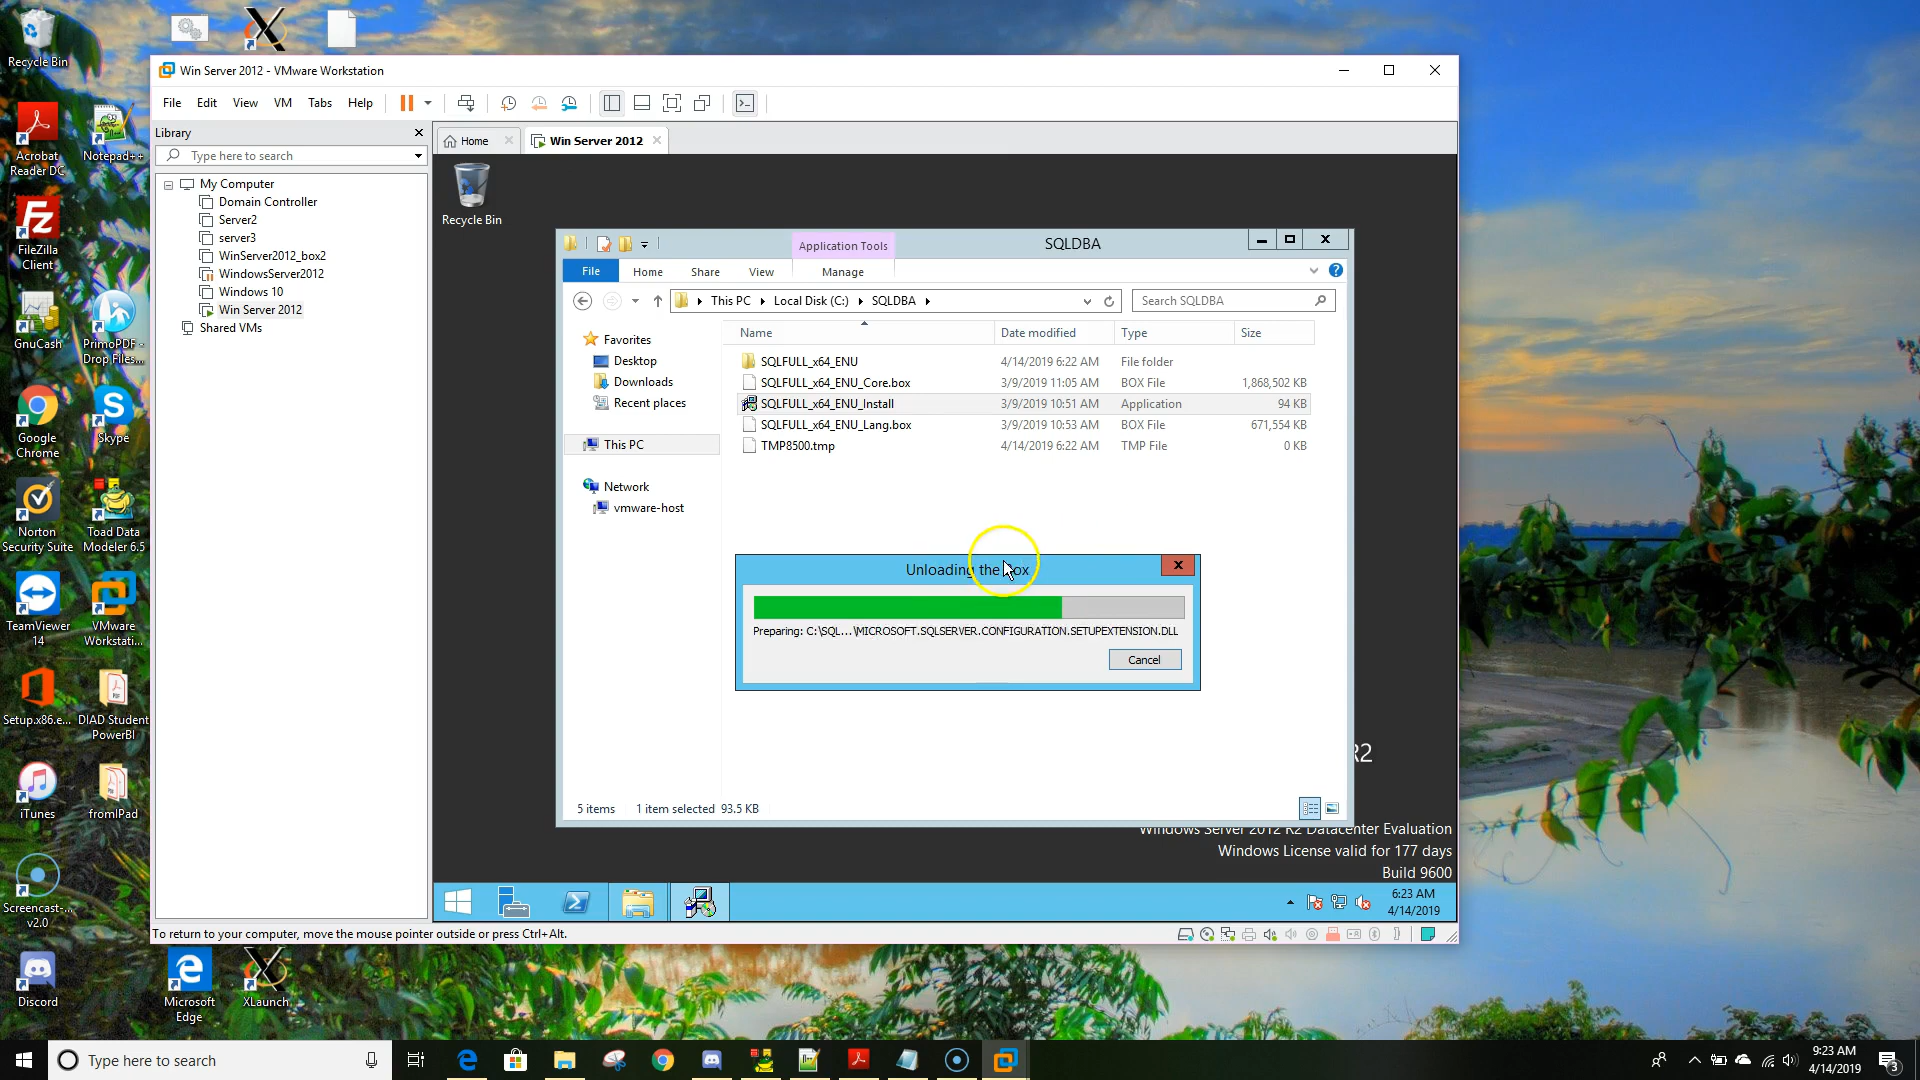 Recycle Bin
Acrobat Reader DC
Notepad++
FileZilla Client
GnuCash
PrimoPDF - Drop Files...
Google Chrome
Skype
Norton Security Suite
Toad Data Modeler 6.5
TeamViewer 14
VMware Workstati...
Setup.x86.e...
DIAD Student PowerBI
iTunes
fromIPad
Screencast-... v2.0
Discord
Microsoft Edge
XLaunch
Win Server 2012 - VMware Workstation
File Edit View VM Tabs Help
Library
Type here to search
My Computer
Domain Controller
Server2
server3
WinServer2012_box2
WindowsServer2012
Windows 10
Win Server 2012
Shared VMs
Home
Win Server 2012
Recycle Bin
Application Tools
SQLDBA
File Home Share View Manage
This PC Local Disk (C:) SQLDBA
Search SQLDBA
Favorites
Desktop
Downloads
Recent places
This PC
Network
vmware-host
Name Date modified Type Size
SQLFULL_x64_ENU 4/14/2019 6:22 AM File folder
SQLFULL_x64_ENU_Core.box 3/9/2019 11:05 AM BOX File 1,868,502 KB
SQLFULL_x64_ENU_Install 3/9/2019 10:51 AM Application 94 KB
SQLFULL_x64_ENU_Lang.box 3/9/2019 10:53 AM BOX File 671,554 KB
TMP8500.tmp 4/14/2019 6:22 AM TMP File 0 KB
Unloading the Box
Preparing: C:\SQL...\MICROSOFT.SQLSERVER.CONFIGURATION.SETUPEXTENSION.DLL
Cancel
5 items 1 item selected 93.5 KB
R2
Windows Server 2012 R2 Datacenter Evaluation
Windows License valid for 177 days
Build 9600
6:23 AM
4/14/2019
To return to your computer, move the mouse pointer outside or press Ctrl+Alt.
Type here to search
9:23 AM
4/14/2019
3